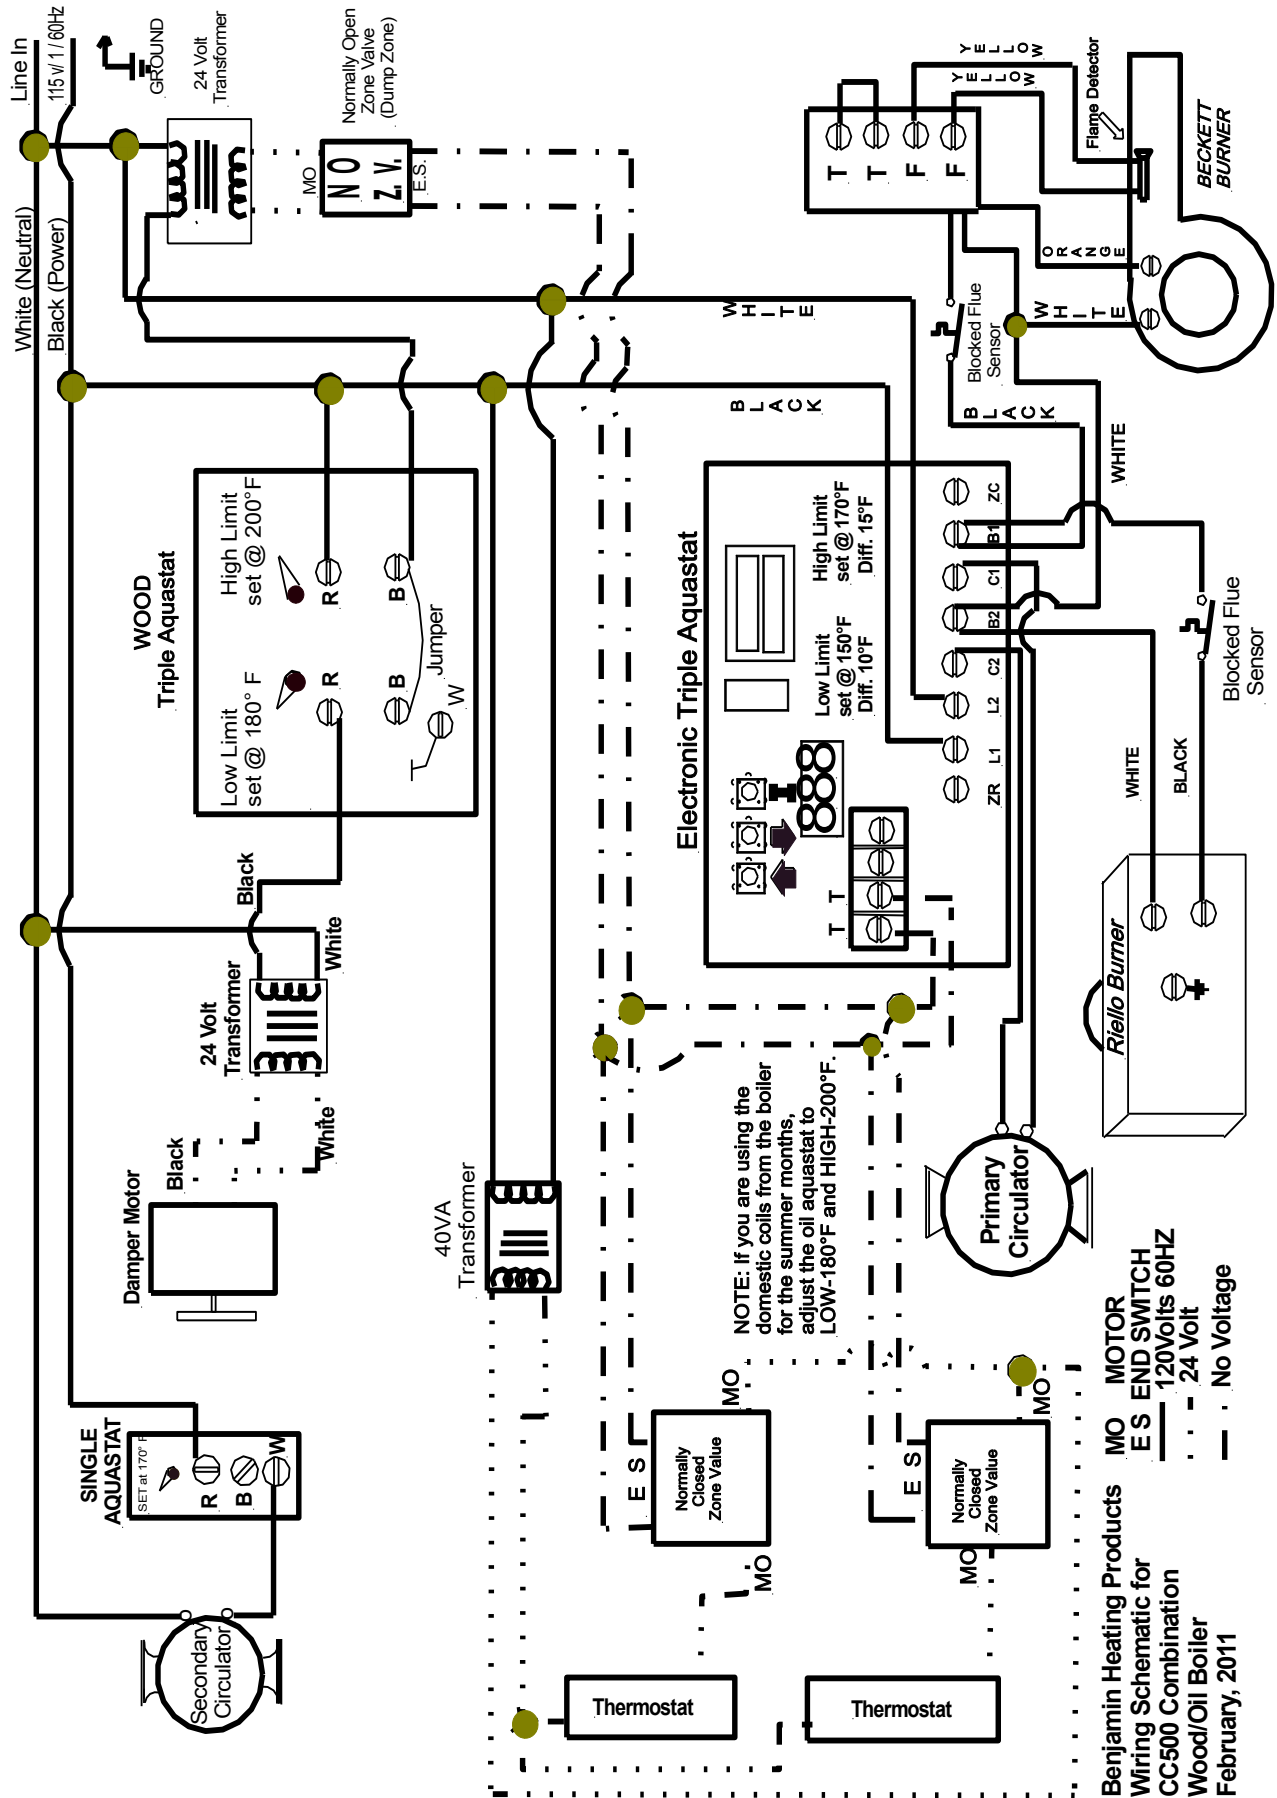 Line In
115 v/ 1 / 60Hz
White (Neutral)
Black (Power)
GROUND
24 Volt
Transformer
Normally Open
Zone Valve
(Dump Zone)
MO
N O
Z. V.
E.S.
WOOD
Triple Aquastat
Low Limit
set @ 180° F
High Limit
set @ 200°F
R
R
B
B
Jumper
W
Black
White
24 Volt
Transformer
Black
White
Damper Motor
SINGLE
AQUASTAT
SET at 170° F
R
B
W
Secondary
Circulator
40VA
Transformer
WHITE
BLACK
Electronic Triple Aquastat
Low Limit
set @ 150°F
Diff. 10°F
High Limit
set @ 170°F
Diff. 15°F
T
T
ZR
L1
L2
C2
B2
C1
B1
ZC
T
T
F
F
YELLOW
YELLOW
Flame Detector
ORANGE
WHITE
BECKETT
BURNER
Blocked Flue
Sensor
BLACK
WHITE
Blocked Flue
Sensor
WHITE
BLACK
Riello Burner
NOTE: If you are using the
domestic coils from the boiler
for the summer months,
adjust the oil aquastat to
LOW-180°F and HIGH-200°F.
Primary
Circulator
E S
Normally
Closed
Zone Value
MO
MO
E S
Normally
Closed
Zone Value
MO
MO
Thermostat
Thermostat
MO MOTOR
E S END SWITCH
120Volts 60HZ
24 Volt
No Voltage
Benjamin Heating Products
Wiring Schematic for
CC500 Combination
Wood/Oil Boiler
February, 2011